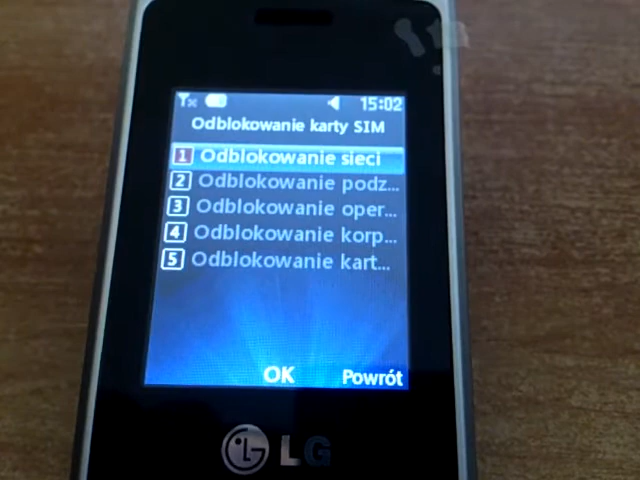 15:02
Odblokowanie karty SIM
1 Odblokowanie sieci
2 Odblokowanie podz...
3 Odblokowanie oper...
4 Odblokowanie korp...
5 Odblokowanie kart...
OK Powrót
LG